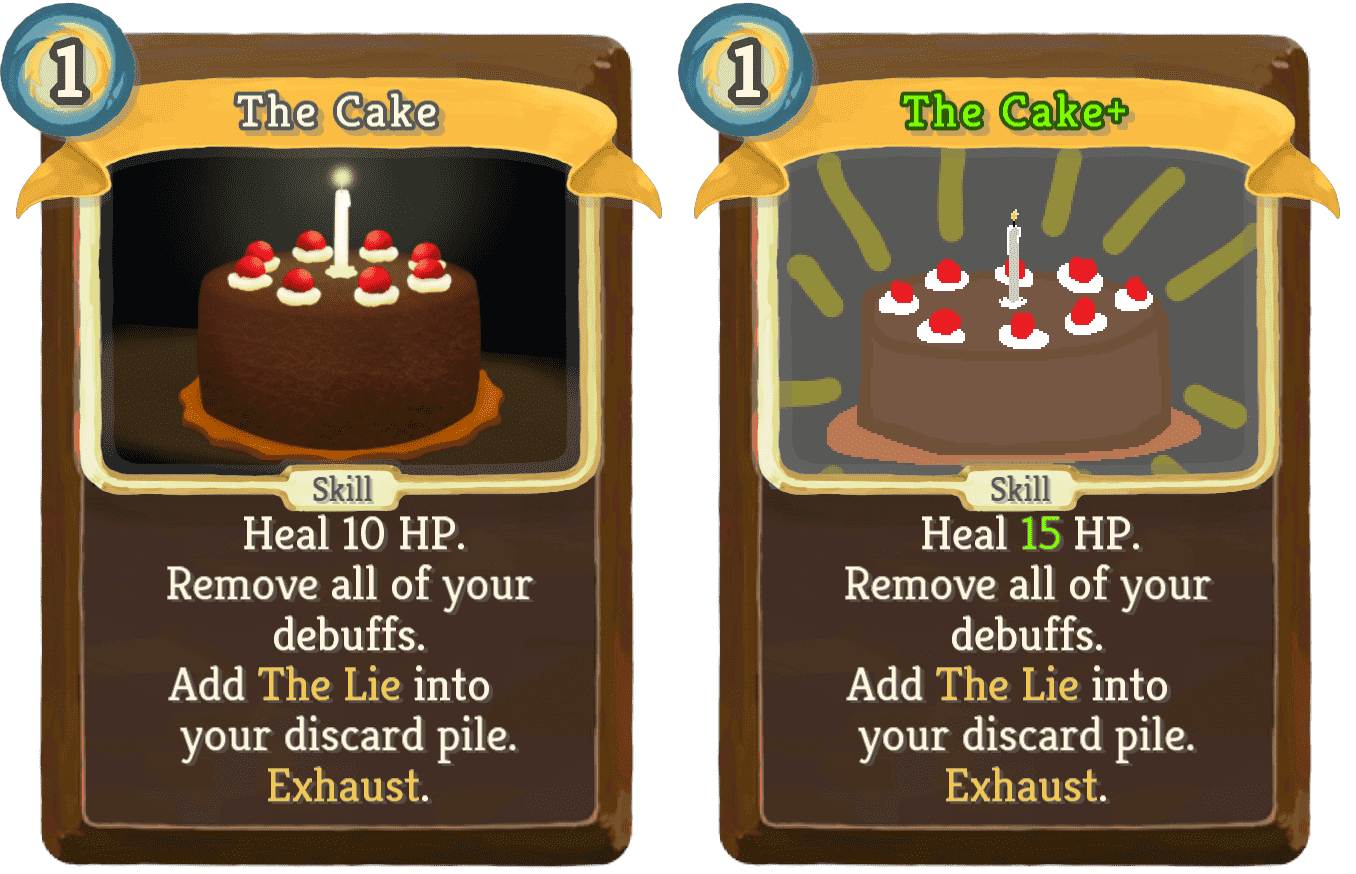 1
The Cake
Skill
Heal 10 HP.
Remove all of your
debuffs.
Add The Lie into
your discard pile.
Exhaust.
1
The Cake+
Skill
Heal 15 HP.
Remove all of your
debuffs.
Add The Lie into
your discard pile.
Exhaust.